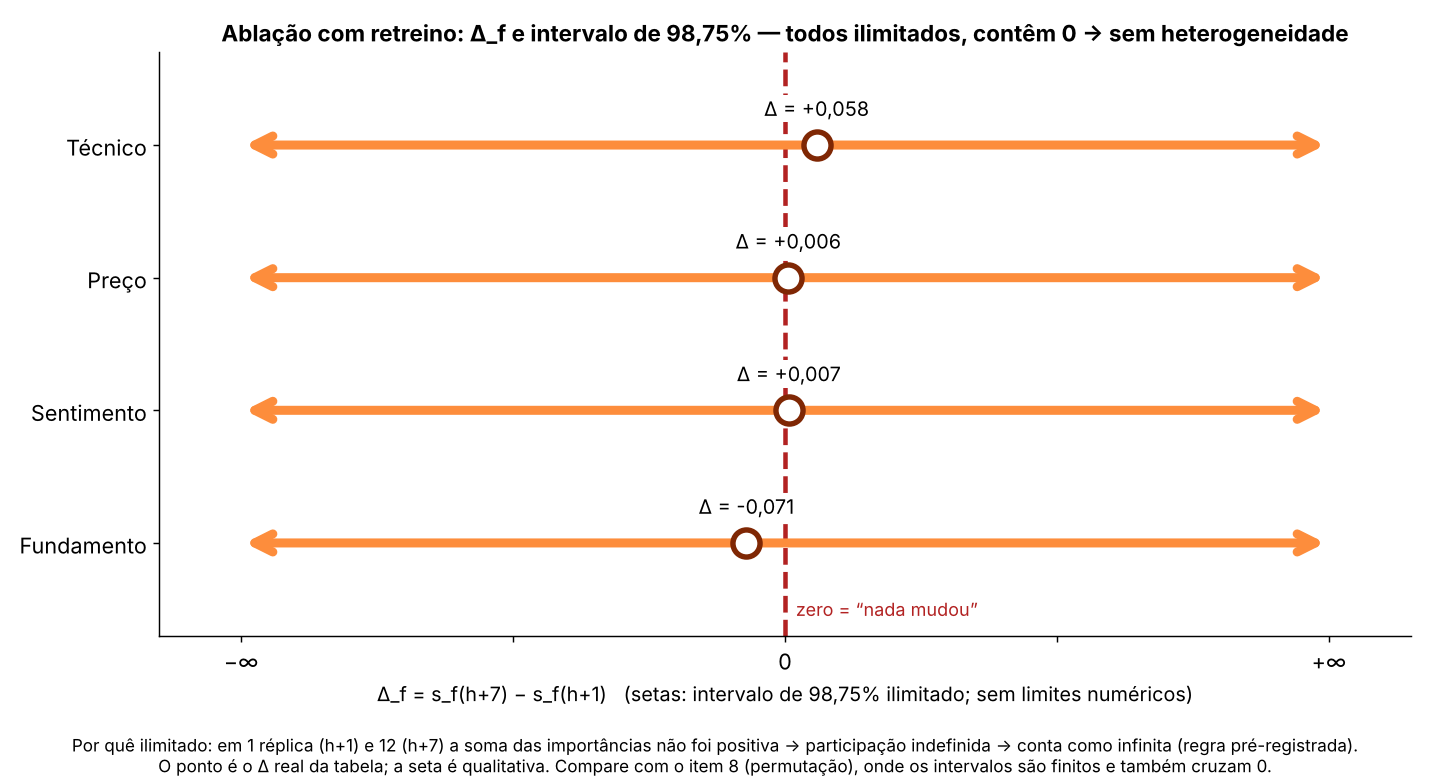 Ablação com retreino: Δ_f e intervalo de 98,75% — todos ilimitados, contêm 0 → sem heterogeneidade
Δ = +0,058
Técnico
Δ = +0,006
Preço
Δ = +0,007
Sentimento
Δ = -0,071
Fundamento
zero = “nada mudou”
−∞ 0 +∞
Δ_f = s_f(h+7) − s_f(h+1) (setas: intervalo de 98,75% ilimitado; sem limites numéricos)
Por quê ilimitado: em 1 réplica (h+1) e 12 (h+7) a soma das importâncias não foi positiva → participação indefinida → conta como infinita (regra pré-registrada).
O ponto é o Δ real da tabela; a seta é qualitativa. Compare com o item 8 (permutação), onde os intervalos são finitos e também cruzam 0.